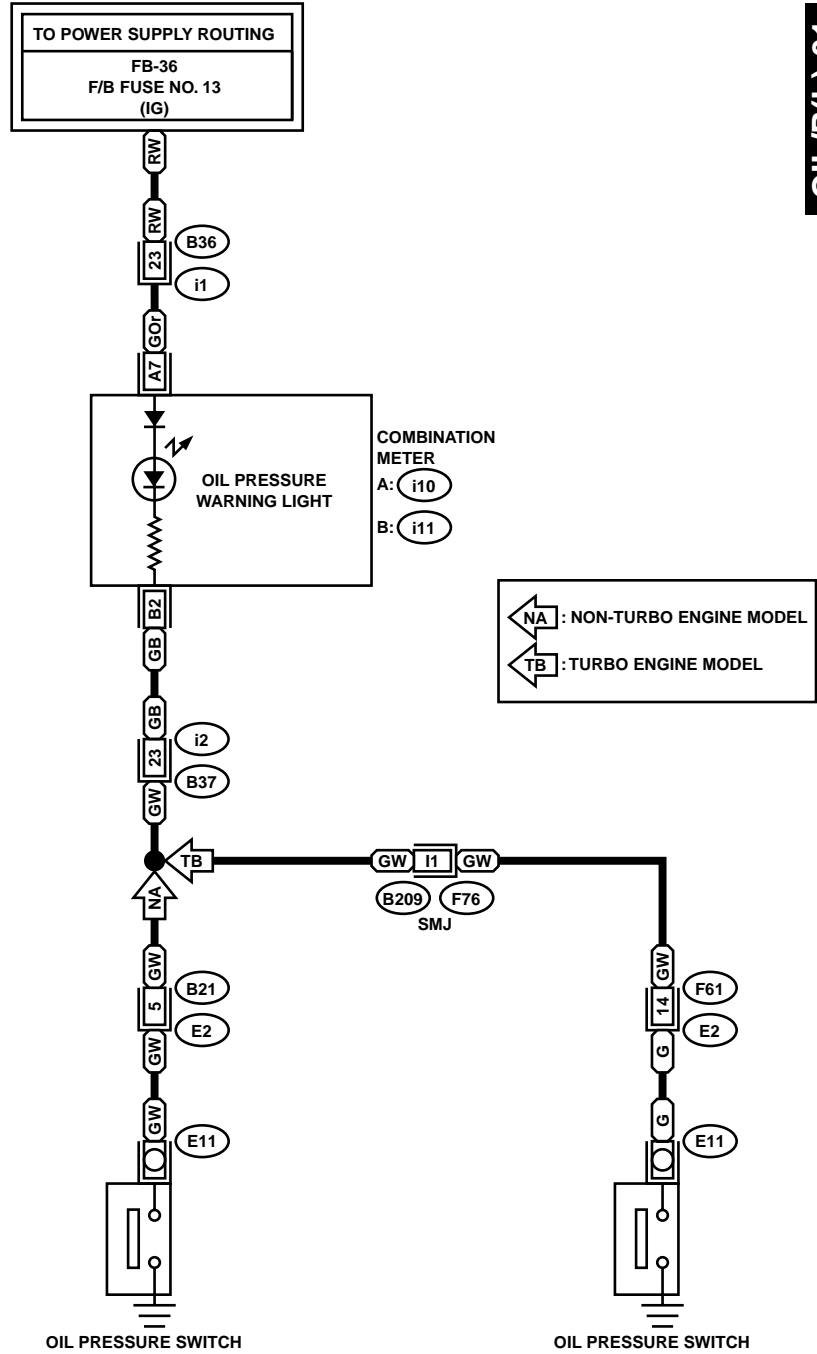 TO POWER SUPPLY ROUTING
FB-36
F/B FUSE NO. 13
(IG)
RW
RW
23
B36
i1
GOr
A7
OIL PRESSURE
WARNING LIGHT
COMBINATION
METER
A: i10
B: i11
B2
GB
GB
23
i2
B37
GW
NA : NON-TURBO ENGINE MODEL
TB : TURBO ENGINE MODEL
TB
NA
GW I1 GW
B209 F76
SMJ
GW
5
B21
E2
GW
GW
E11
OIL PRESSURE SWITCH
GW
14
F61
E2
G
G
E11
OIL PRESSURE SWITCH